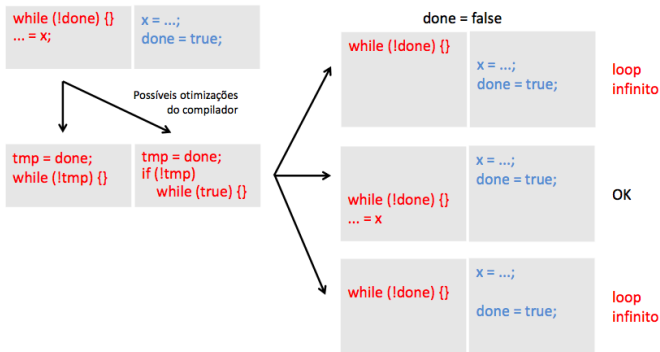 while (!done) {}
... = x;
x = ...;
done = true;
Possíveis otimizações
do compilador
tmp = done;
while (!tmp) {}
tmp = done;
if (!tmp)
while (true) {}
done = false
while (!done) {}
x = ...;
done = true;
loop
infinito
x = ...;
done = true;
while (!done) {}
... = x
OK
x = ...;
while (!done) {}
done = true;
loop
infinito